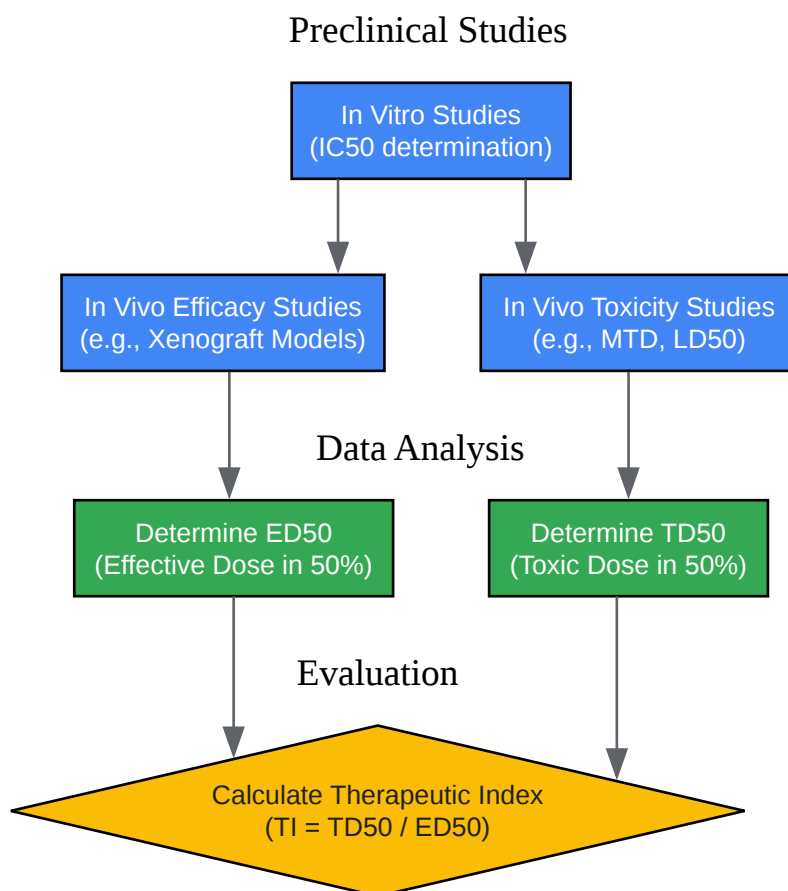 Preclinical Studies
In Vitro Studies
(IC50 determination)
In Vivo Efficacy Studies
(e.g., Xenograft Models)
In Vivo Toxicity Studies
(e.g., MTD, LD50)
Data Analysis
Determine ED50
(Effective Dose in 50%)
Determine TD50
(Toxic Dose in 50%)
Evaluation
Calculate Therapeutic Index
(TI = TD50 / ED50)